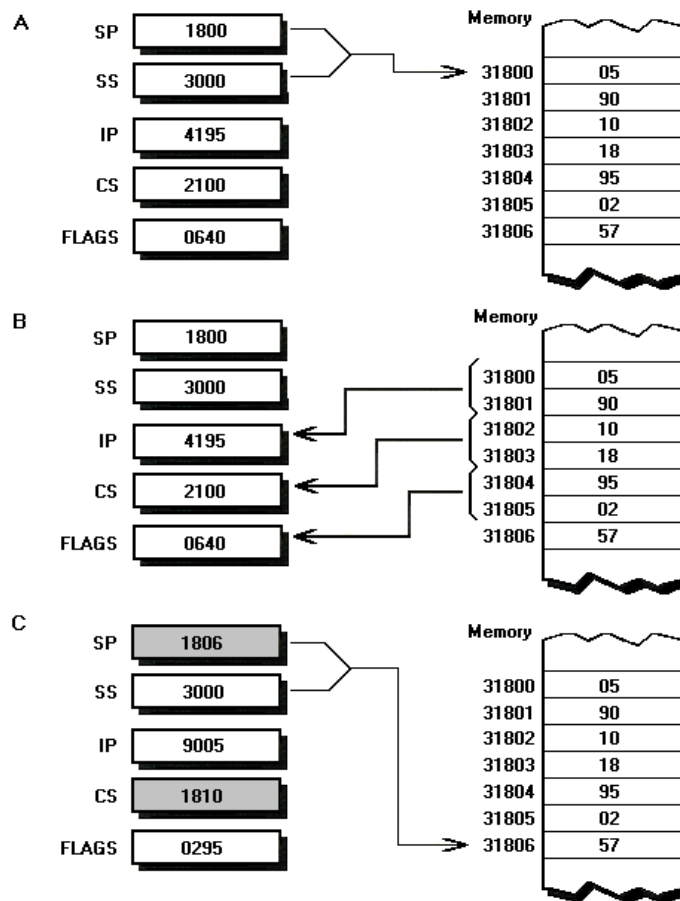 A
Memory
SP 1800
SS 3000
31800 05
31801 90
IP 4195
31802 10
31803 18
CS 2100
31804 95
31805 02
FLAGS 0640
31806 57
B
Memory
SP 1800
SS 3000
31800 05
31801 90
IP 4195
31802 10
31803 18
CS 2100
31804 95
31805 02
FLAGS 0640
31806 57
C
Memory
SP 1806
SS 3000
31800 05
31801 90
IP 9005
31802 10
31803 18
CS 1810
31804 95
31805 02
FLAGS 0295
31806 57